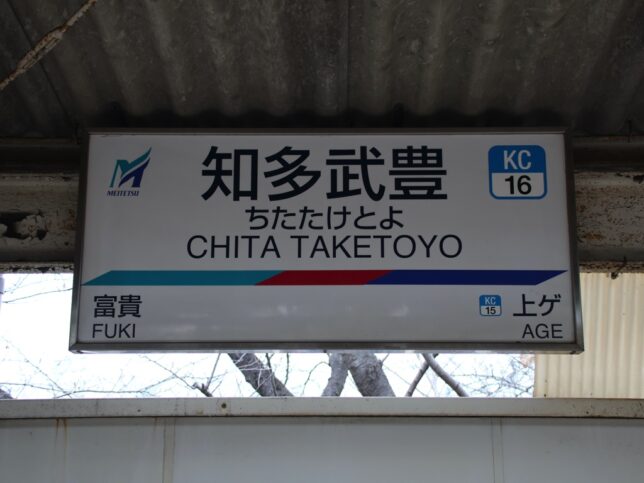 MEITETSU
知多武豊
KC
16
ちたたけとよ
CHITA TAKETOYO
富貴
FUKI
KC
15
上ゲ
AGE